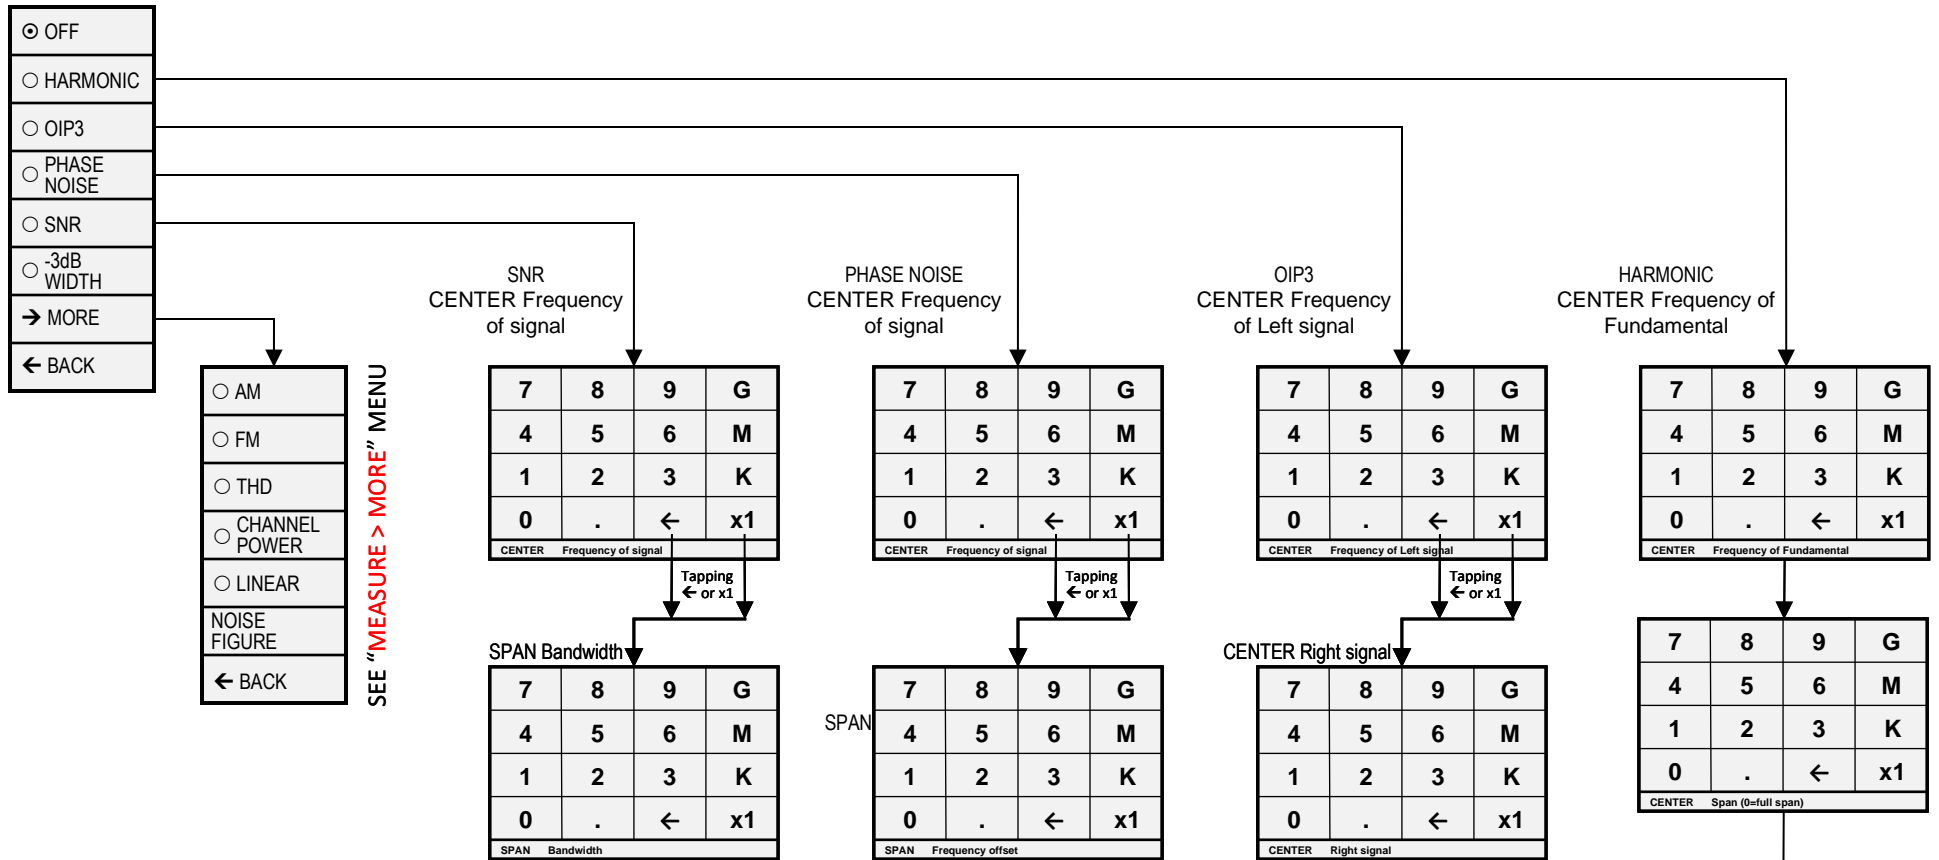 ⊙ OFF
○ HARMONIC
○ OIP3
○ PHASE
NOISE
○ SNR
○ -3dB
WIDTH
→ MORE
← BACK
○ AM
○ FM
○ THD
○ CHANNEL
POWER
○ LINEAR
NOISE
FIGURE
← BACK
SEE “MEASURE > MORE” MENU
SNR
CENTER Frequency
of signal
7 8 9 G
4 5 6 M
1 2 3 K
0 . ← x1
CENTER Frequency of signal
Tapping
← or x1
SPAN Bandwidth
7 8 9 G
4 5 6 M
1 2 3 K
0 . ← x1
SPAN Bandwidth
PHASE NOISE
CENTER Frequency
of signal
7 8 9 G
4 5 6 M
1 2 3 K
0 . ← x1
CENTER Frequency of signal
Tapping
← or x1
SPAN
7 8 9 G
4 5 6 M
1 2 3 K
0 . ← x1
SPAN Frequency offset
OIP3
CENTER Frequency
of Left signal
7 8 9 G
4 5 6 M
1 2 3 K
0 . ← x1
CENTER Frequency of Left signal
Tapping
← or x1
CENTER Right signal
7 8 9 G
4 5 6 M
1 2 3 K
0 . ← x1
CENTER Right signal
HARMONIC
CENTER Frequency of
Fundamental
7 8 9 G
4 5 6 M
1 2 3 K
0 . ← x1
CENTER Frequency of Fundamental
7 8 9 G
4 5 6 M
1 2 3 K
0 . ← x1
CENTER Span (0=full span)